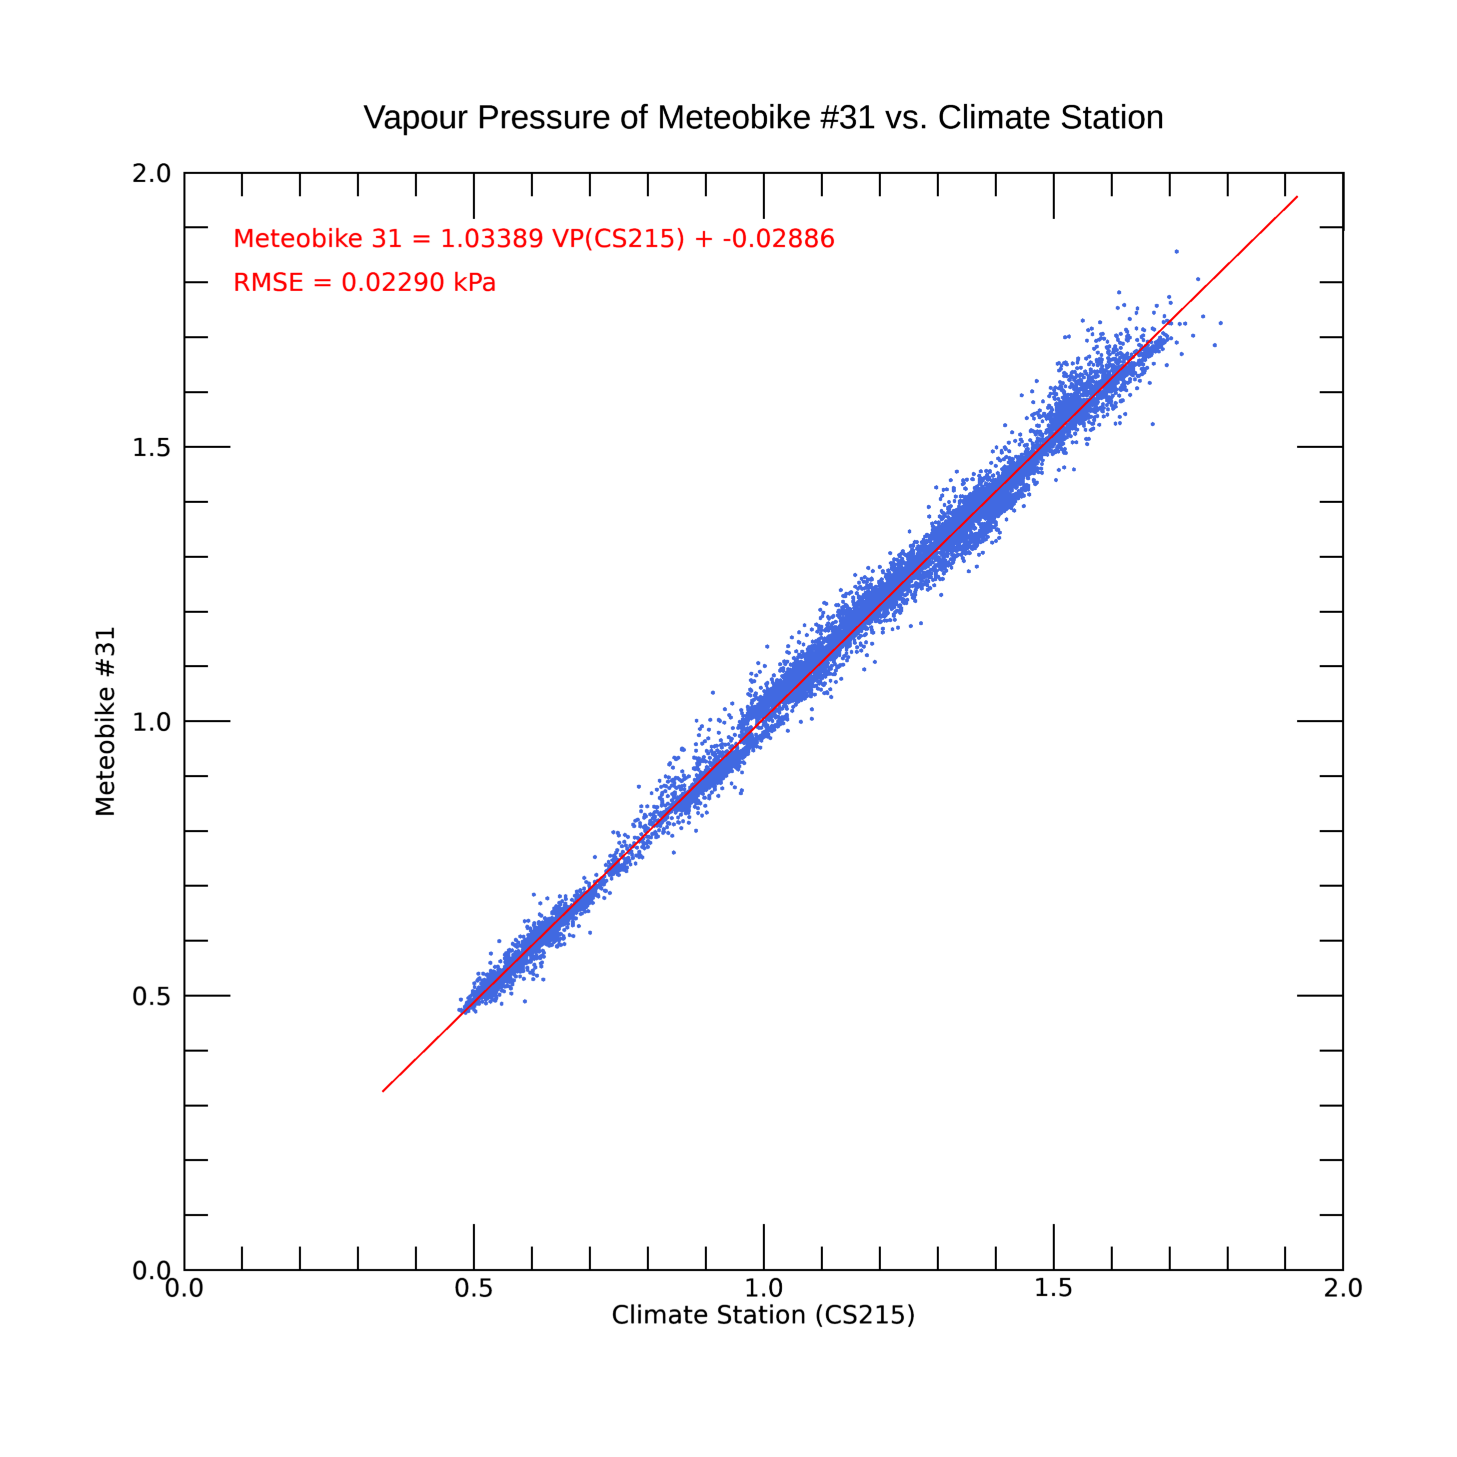 Vapour Pressure of Meteobike #31 vs. Climate Station
2.0
Meteobike 31 = 1.03389 VP(CS215) + -0.02886
RMSE = 0.02290 kPa
1.5
Meteobike #31
1.0
0.5
0.0
0.0 0.5 1.0 1.5 2.0
Climate Station (CS215)